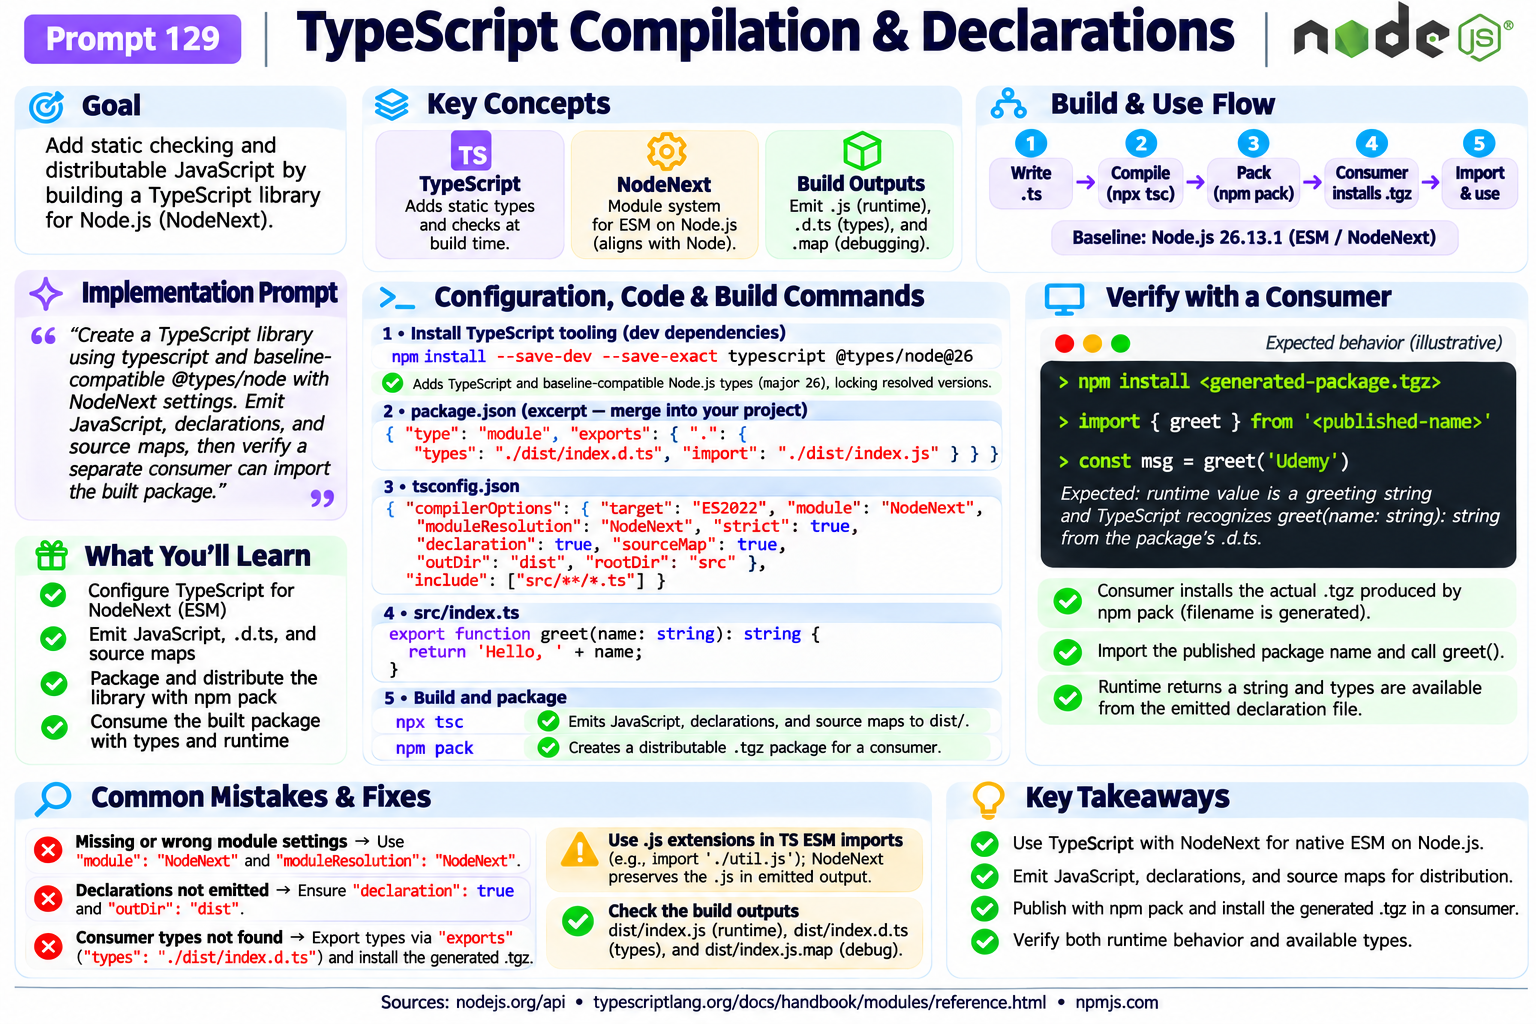 Prompt 129
TypeScript Compilation & Declarations
node
JS
®
Goal
Add static checking and
distributable JavaScript by
building a TypeScript library
for Node.js (NodeNext).
Key Concepts
TS
TypeScript
Adds static types
and checks at
build time.
NodeNext
Module system
for ESM on Node.js
(aligns with Node).
Build Outputs
Emit .js (runtime),
.d.ts (types), and
.map (debugging).
Build & Use Flow
1
Write
.ts
2
Compile
(npx tsc)
3
Pack
(npm pack)
4
Consumer
installs .tgz
5
Import
& use
Baseline: Node.js 26.13.1 (ESM / NodeNext)
Implementation Prompt
“Create a TypeScript library
using typescript and baseline-
compatible @types/node with
NodeNext settings. Emit
JavaScript, declarations, and
source maps, then verify a
separate consumer can import
the built package.”
What You’ll Learn
Configure TypeScript for
NodeNext (ESM)
Emit JavaScript, .d.ts, and
source maps
Package and distribute the
library with npm pack
Consume the built package
with types and runtime
Configuration, Code & Build Commands
1 • Install TypeScript tooling (dev dependencies)
npm install --save-dev --save-exact typescript @types/node@26
Adds TypeScript and baseline-compatible Node.js types (major 26), locking resolved versions.
2 • package.json (excerpt — merge into your project)
{ "type": "module", "exports": { ".": {
"types": "./dist/index.d.ts", "import": "./dist/index.js" } } }
3 • tsconfig.json
{ "compilerOptions": { "target": "ES2022", "module": "NodeNext",
"moduleResolution": "NodeNext", "strict": true,
"declaration": true, "sourceMap": true,
"outDir": "dist", "rootDir": "src" },
"include": ["src/**/*.ts"] }
4 • src/index.ts
export function greet(name: string): string {
return 'Hello, ' + name;
}
5 • Build and package
npx tsc
Emits JavaScript, declarations, and source maps to dist/.
npm pack
Creates a distributable .tgz package for a consumer.
Verify with a Consumer
Expected behavior (illustrative)
> npm install <generated-package.tgz>
> import { greet } from '<published-name>'
> const msg = greet('Udemy')
Expected: runtime value is a greeting string
and TypeScript recognizes greet(name: string): string
from the package’s .d.ts.
Consumer installs the actual .tgz produced by
npm pack (filename is generated).
Import the published package name and call greet().
Runtime returns a string and types are available
from the emitted declaration file.
Common Mistakes & Fixes
Missing or wrong module settings → Use
"module": "NodeNext" and "moduleResolution": "NodeNext".
Declarations not emitted → Ensure "declaration": true
and "outDir": "dist".
Consumer types not found → Export types via "exports"
("types": "./dist/index.d.ts") and install the generated .tgz.
Use .js extensions in TS ESM imports
(e.g., import './util.js'); NodeNext
preserves the .js in emitted output.
Check the build outputs
dist/index.js (runtime), dist/index.d.ts
(types), and dist/index.js.map (debug).
Key Takeaways
Use TypeScript with NodeNext for native ESM on Node.js.
Emit JavaScript, declarations, and source maps for distribution.
Publish with npm pack and install the generated .tgz in a consumer.
Verify both runtime behavior and available types.
Sources: nodejs.org/api • typescriptlang.org/docs/handbook/modules/reference.html • npmjs.com